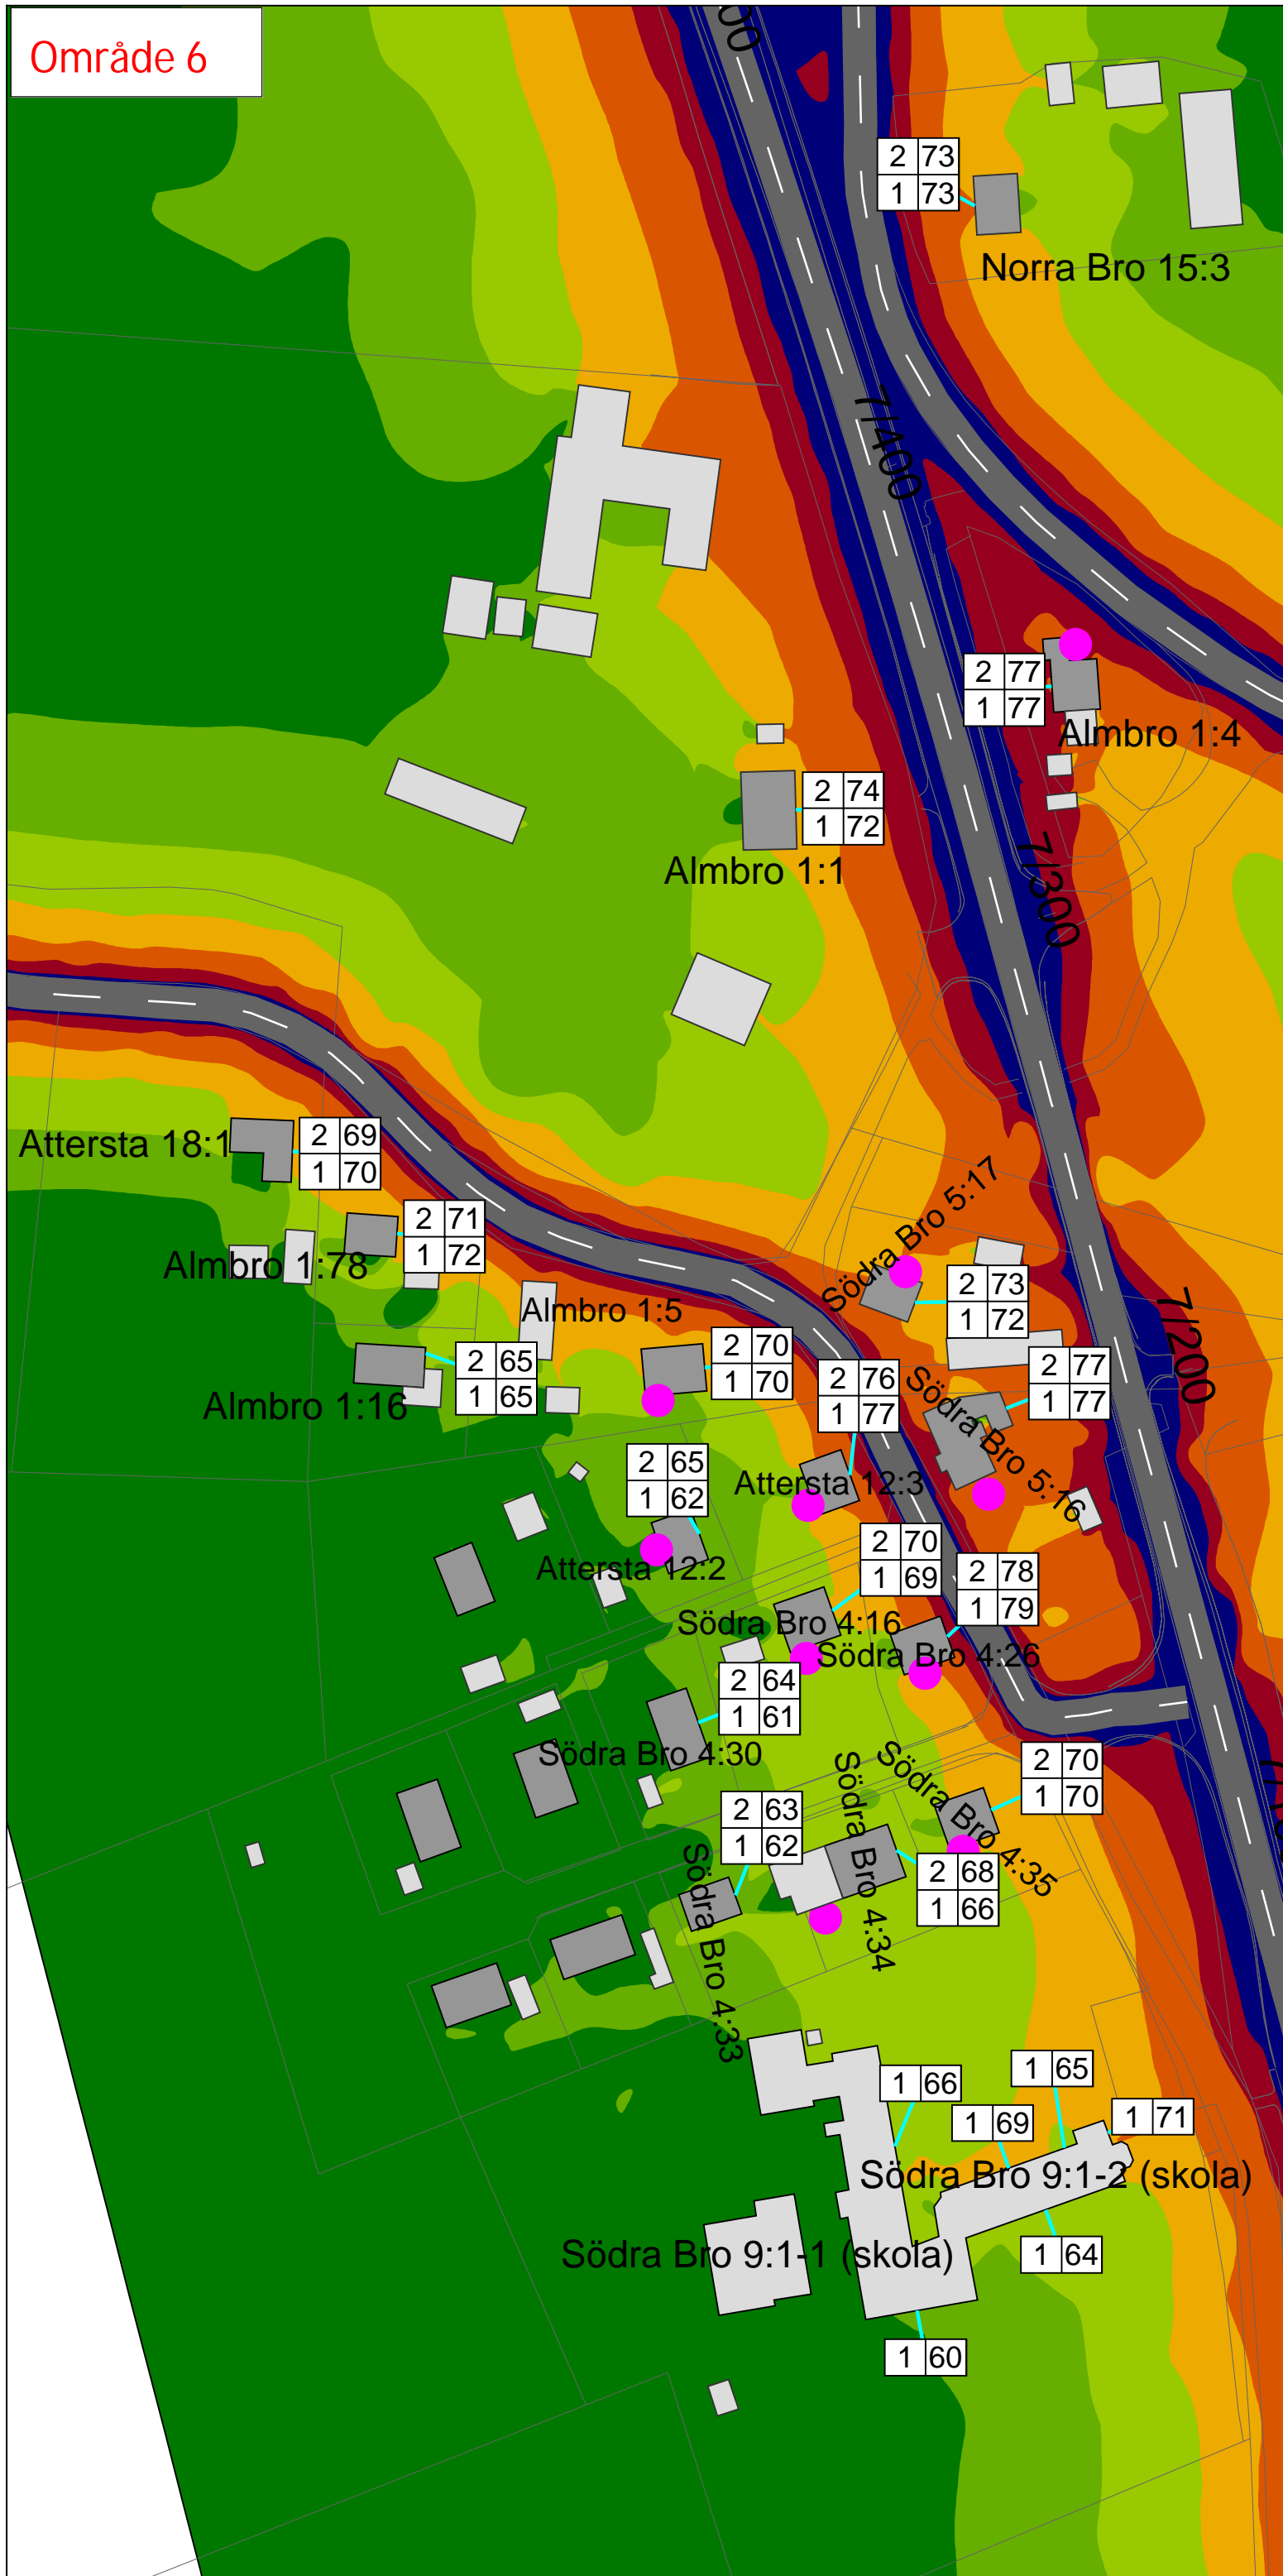 Område 6
00
2 73
1 73
Norra Bro 15:3
7/400
2 77
1 77
Almbro 1:4
2 74
1 72
Almbro 1:1
7/300
Attersta 18:1
2 69
1 70
2 71
1 72
Almbro 1:78
Södra Bro 5:17
2 73
1 72
7/200
Almbro 1:5
2 70
1 70
2 65
1 65
Almbro 1:16
2 76
1 77
2 77
1 77
Södra Bro 5:16
Attersta 12:3
2 65
1 62
Attersta 12:2
2 70
1 69
2 78
1 79
Södra Bro 4:16
Södra Bro 4:26
2 64
1 61
Södra Bro 4:30
2 70
1 70
Södra Bro 4:35
2 63
1 62
Södra Bro 4:34
2 68
1 66
Södra Bro 4:33
1 66
1 65
1 69
1 71
Södra Bro 9:1-2 (skola)
Södra Bro 9:1-1 (skola)
1 64
1 60